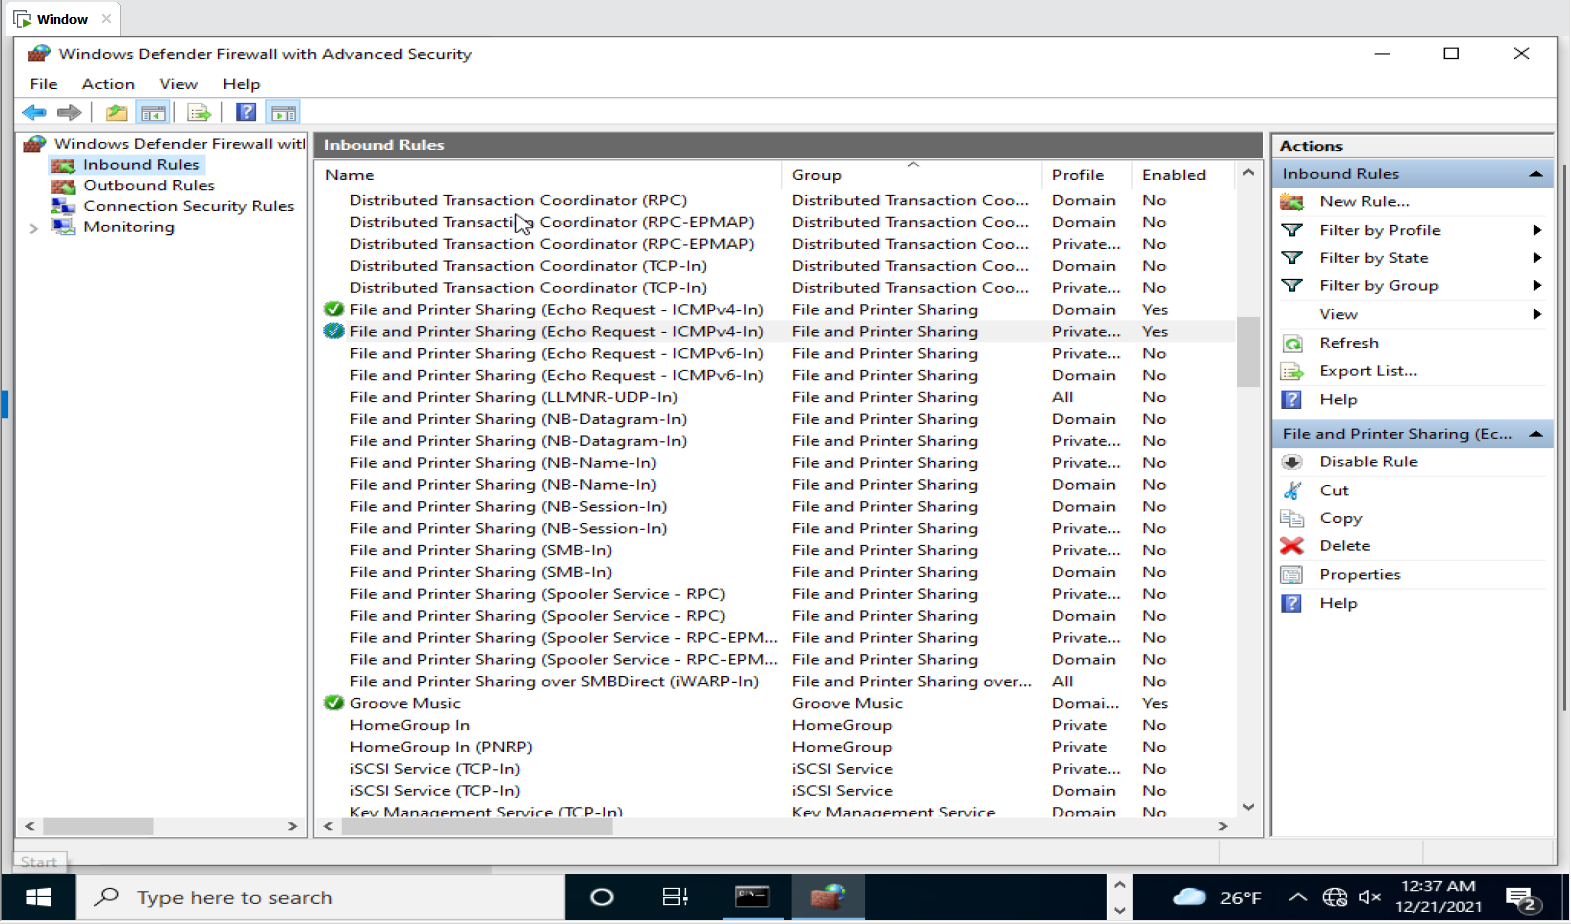 Window
Windows Defender Firewall with Advanced Security
File Action View Help
Windows Defender Firewall wit
Inbound Rules
Outbound Rules
Connection Security Rules
Monitoring
Inbound Rules
Name Group Profile Enabled
Distributed Transaction Coordinator (RPC) Distributed Transaction Coo... Domain No
Distributed Transaction Coordinator (RPC-EPMAP) Distributed Transaction Coo... Domain No
Distributed Transaction Coordinator (RPC-EPMAP) Distributed Transaction Coo... Private... No
Distributed Transaction Coordinator (TCP-In) Distributed Transaction Coo... Domain No
Distributed Transaction Coordinator (TCP-In) Distributed Transaction Coo... Private... No
File and Printer Sharing (Echo Request - ICMPv4-In) File and Printer Sharing Domain Yes
File and Printer Sharing (Echo Request - ICMPv4-In) File and Printer Sharing Private... Yes
File and Printer Sharing (Echo Request - ICMPv6-In) File and Printer Sharing Private... No
File and Printer Sharing (Echo Request - ICMPv6-In) File and Printer Sharing Domain No
File and Printer Sharing (LLMNR-UDP-In) File and Printer Sharing All No
File and Printer Sharing (NB-Datagram-In) File and Printer Sharing Domain No
File and Printer Sharing (NB-Datagram-In) File and Printer Sharing Private... No
File and Printer Sharing (NB-Name-In) File and Printer Sharing Private... No
File and Printer Sharing (NB-Name-In) File and Printer Sharing Domain No
File and Printer Sharing (NB-Session-In) File and Printer Sharing Domain No
File and Printer Sharing (NB-Session-In) File and Printer Sharing Private... No
File and Printer Sharing (SMB-In) File and Printer Sharing Private... No
File and Printer Sharing (SMB-In) File and Printer Sharing Domain No
File and Printer Sharing (Spooler Service - RPC) File and Printer Sharing Private... No
File and Printer Sharing (Spooler Service - RPC) File and Printer Sharing Domain No
File and Printer Sharing (Spooler Service - RPC-EPM... File and Printer Sharing Private... No
File and Printer Sharing (Spooler Service - RPC-EPM... File and Printer Sharing Domain No
File and Printer Sharing over SMBDirect (iWARP-In) File and Printer Sharing over... All No
Groove Music Groove Music Domai... Yes
HomeGroup In HomeGroup Private No
HomeGroup In (PNRP) HomeGroup Private No
iSCSI Service (TCP-In) iSCSI Service Private... No
iSCSI Service (TCP-In) iSCSI Service Domain No
Key Management Service (TCP-In) Key Management Service Domain No
Actions
Inbound Rules
New Rule...
Filter by Profile
Filter by State
Filter by Group
View
Refresh
Export List...
Help
File and Printer Sharing (Ec...
Disable Rule
Cut
Copy
Delete
Properties
Help
Start
Type here to search
26°F
12:37 AM
12/21/2021
2